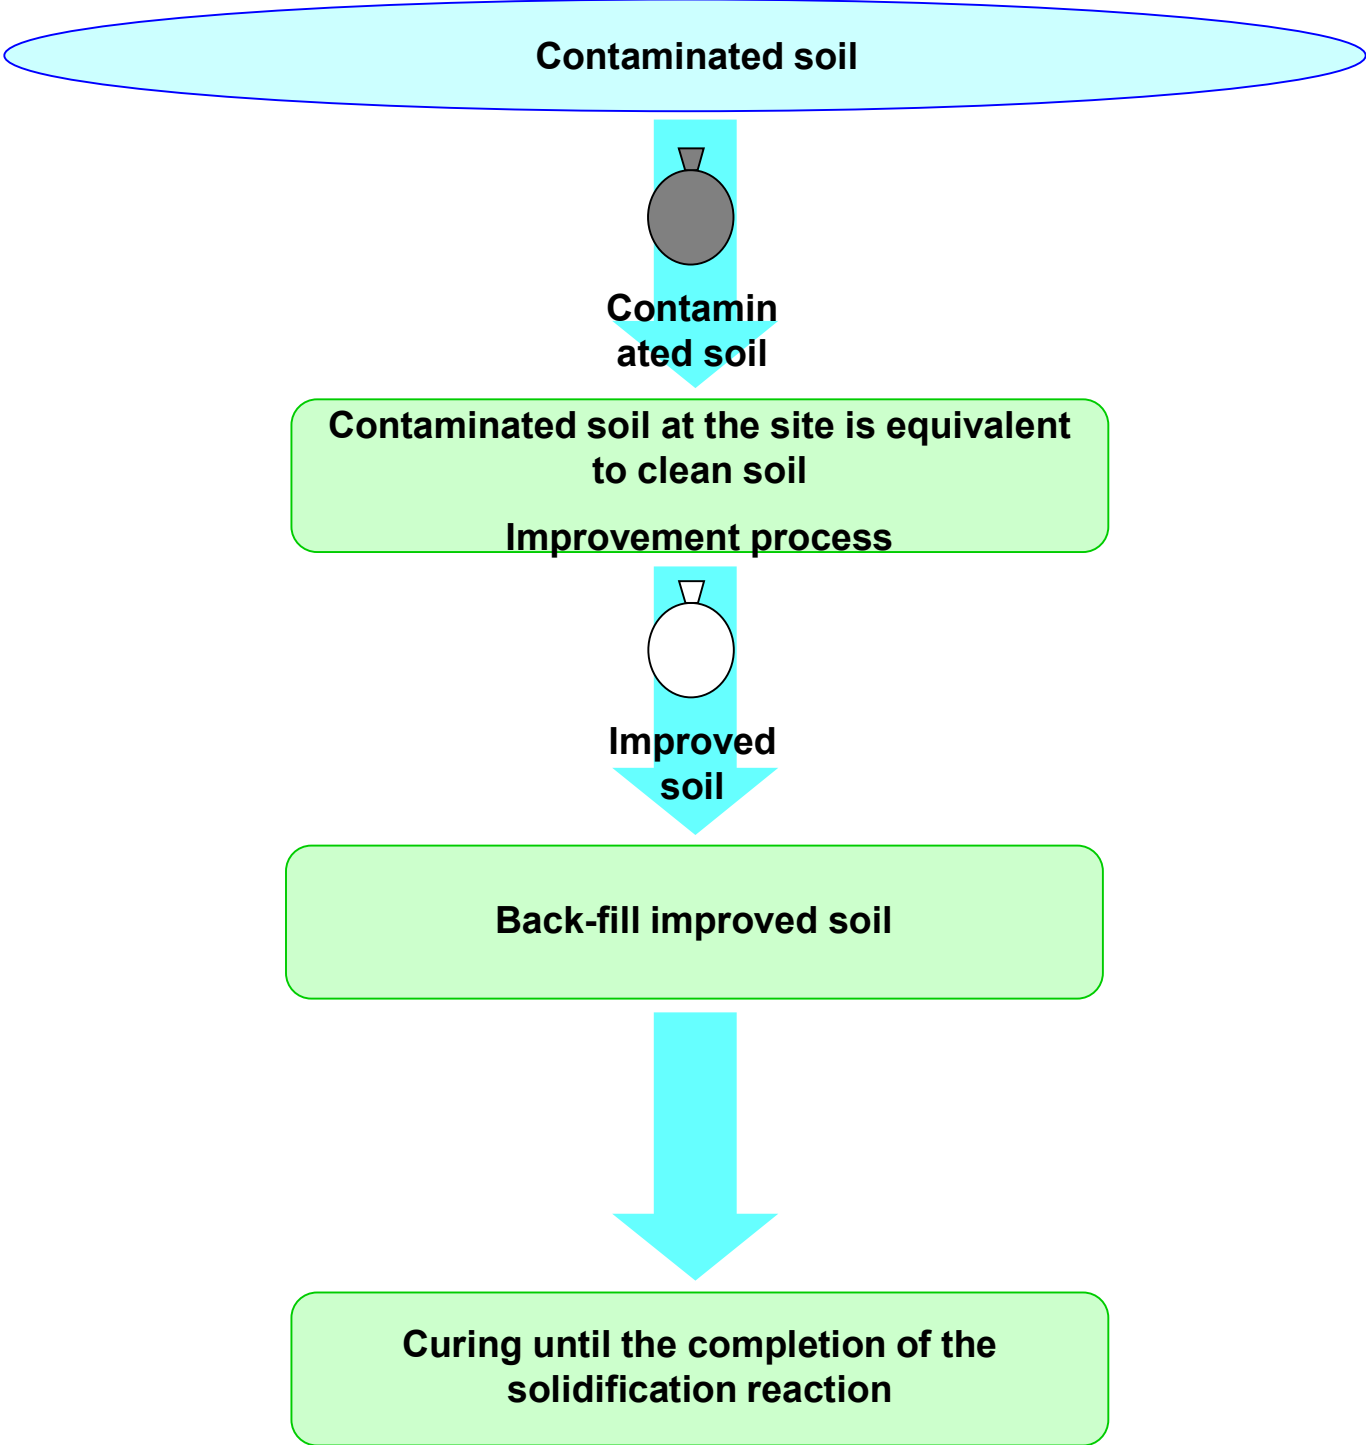 Contaminated soil
Contamin
ated soil
Contaminated soil at the site is equivalent
to clean soil
Improvement process
Improved
soil
Back-fill improved soil
Curing until the completion of the
solidification reaction